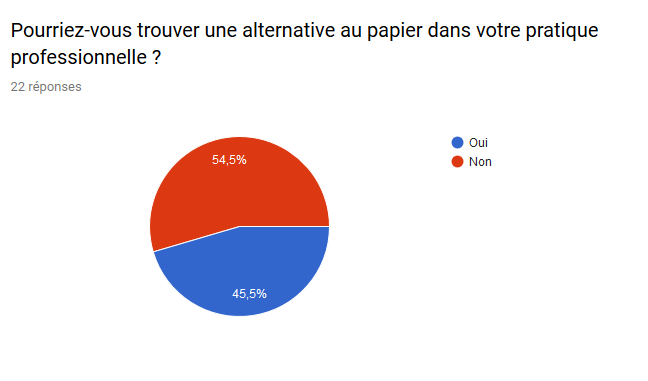 Pourriez-vous trouver une alternative au papier dans votre pratique
professionnelle ?
22 réponses
Oui
Non
54,5%
45,5%